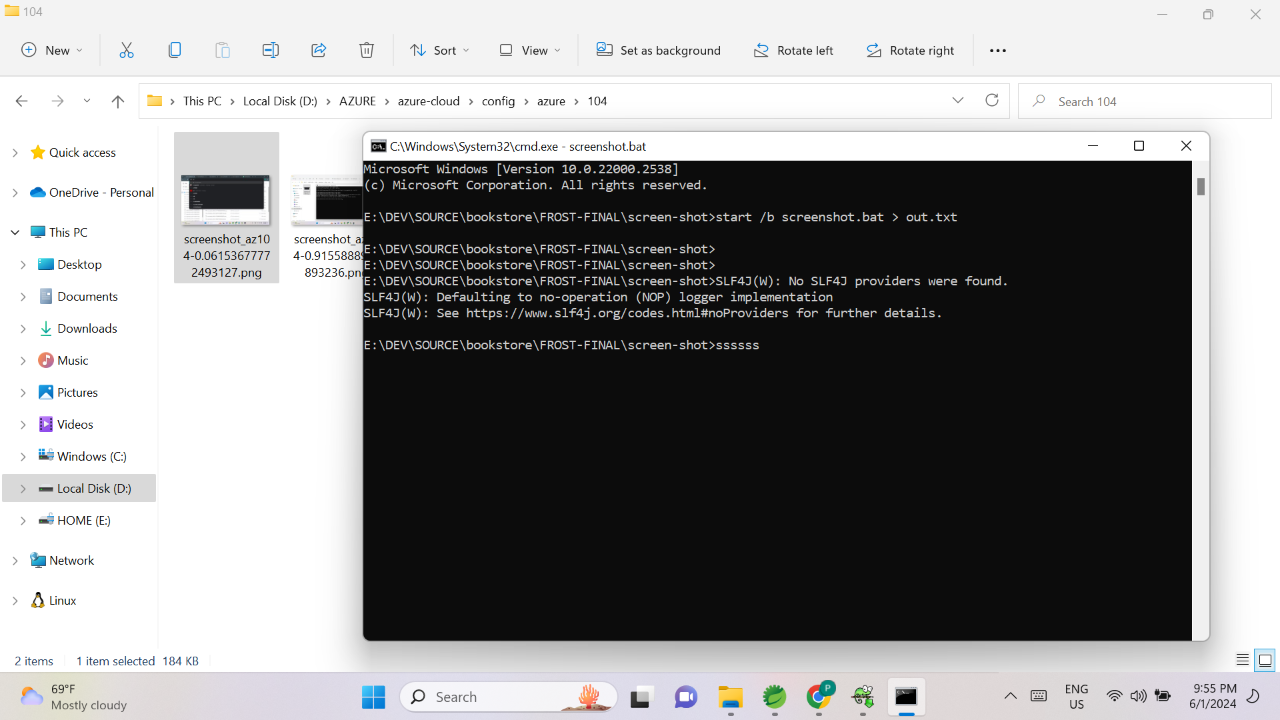 104
New
Sort
View
Set as background
Rotate left
Rotate right
This PC
Local Disk (D:)
AZURE
azure-cloud
config
azure
104
Search 104
Quick access
OneDrive - Personal
This PC
Desktop
Documents
Downloads
Music
Pictures
Videos
Windows (C:)
Local Disk (D:)
HOME (E:)
Network
Linux
screenshot_az10
4-0.0615367772
2493127.png
screenshot_az
4-0.91558889
893236.pn
C:\Windows\System32\cmd.exe - screenshot.bat
Microsoft Windows [Version 10.0.22000.2538]
(c) Microsoft Corporation. All rights reserved.
E:\DEV\SOURCE\bookstore\FROST-FINAL\screen-shot>start /b screenshot.bat > out.txt
E:\DEV\SOURCE\bookstore\FROST-FINAL\screen-shot>
E:\DEV\SOURCE\bookstore\FROST-FINAL\screen-shot>
E:\DEV\SOURCE\bookstore\FROST-FINAL\screen-shot>SLF4J(W): No SLF4J providers were found.
SLF4J(W): Defaulting to no-operation (NOP) logger implementation
SLF4J(W): See https://www.slf4j.org/codes.html#noProviders for further details.
E:\DEV\SOURCE\bookstore\FROST-FINAL\screen-shot>ssssss
2 items
1 item selected 184 KB
69°F
Mostly cloudy
Search
P
ENG
US
9:55 PM
6/1/2024